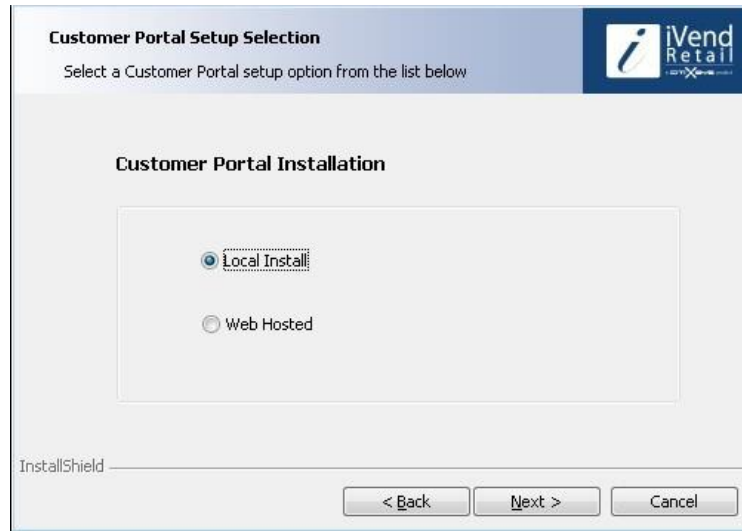 Customer Portal Setup Selection
Select a Customer Portal setup option from the list below
iVend
Retail
Customer Portal Installation
Local Install
Web Hosted
InstallShield
< Back
Next >
Cancel